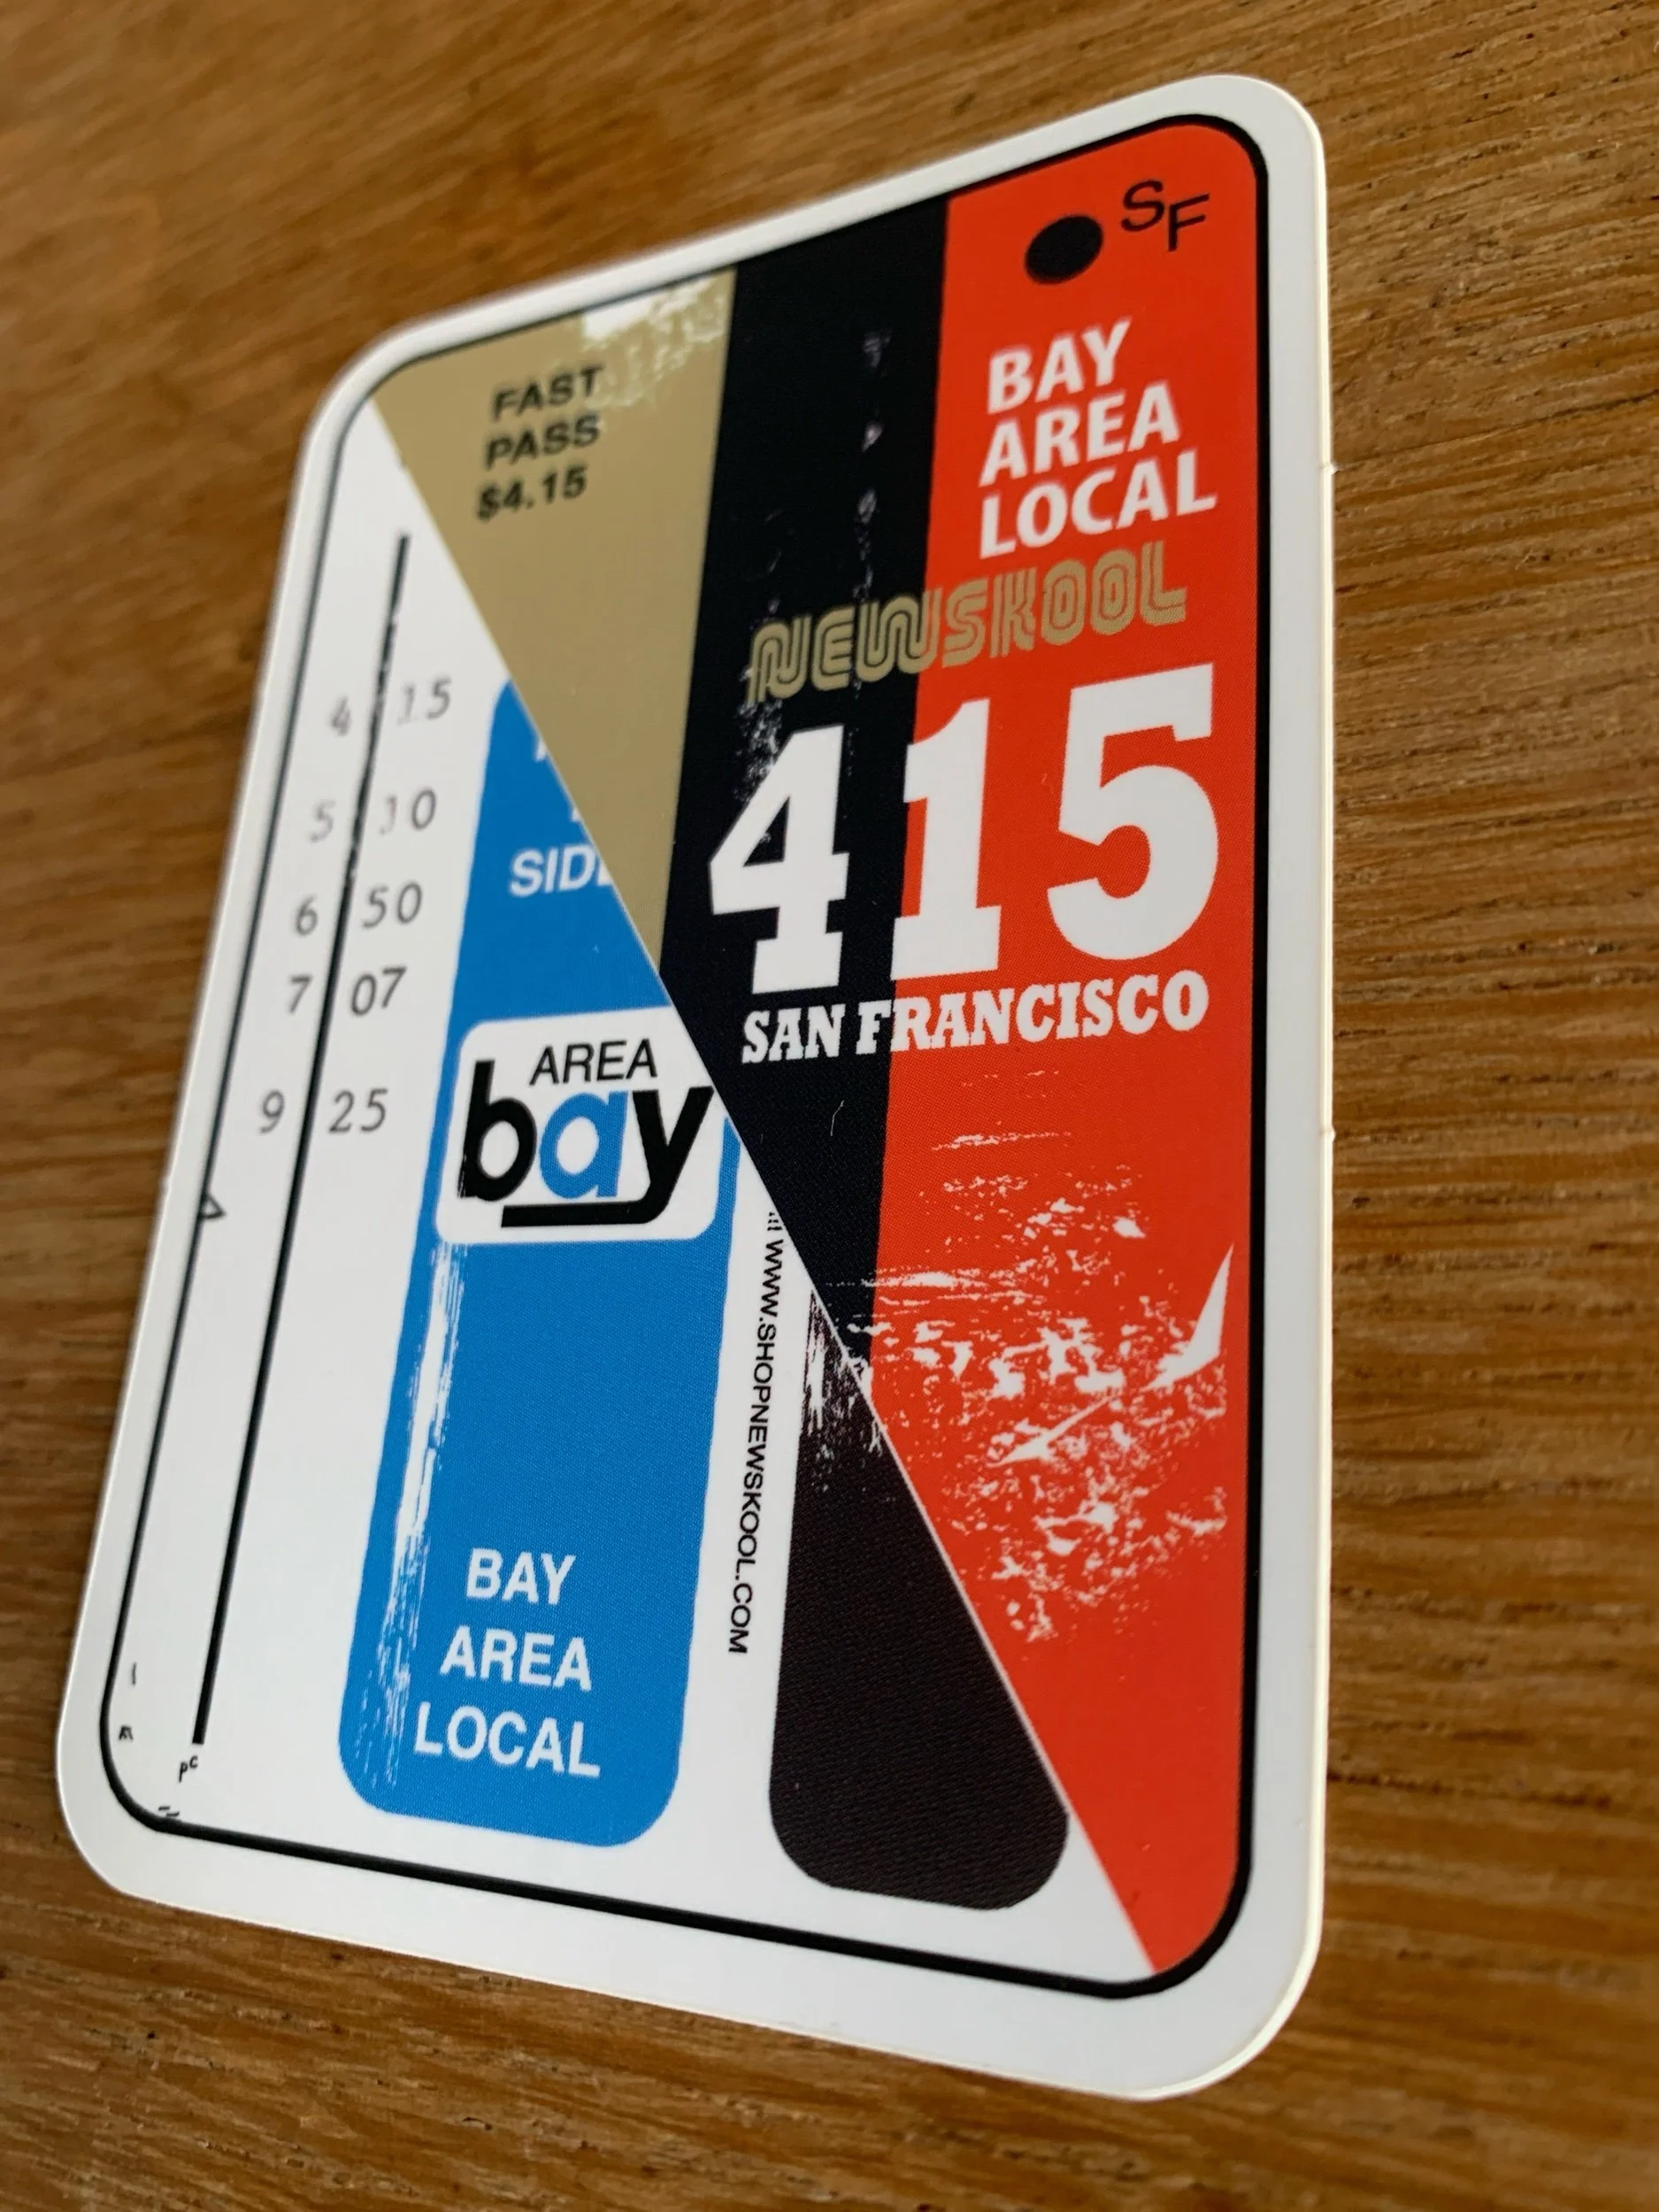 SF
BAY
AREA
LOCAL
NEWSKOOL
415
SAN FRANCISCO
FAST
PASS
$4.15
4 15
5 10
6 50
7 07
9 25
AREA
bay
!!! WWW.SHOPNEWSKOOL.COM
BAY
AREA
LOCAL